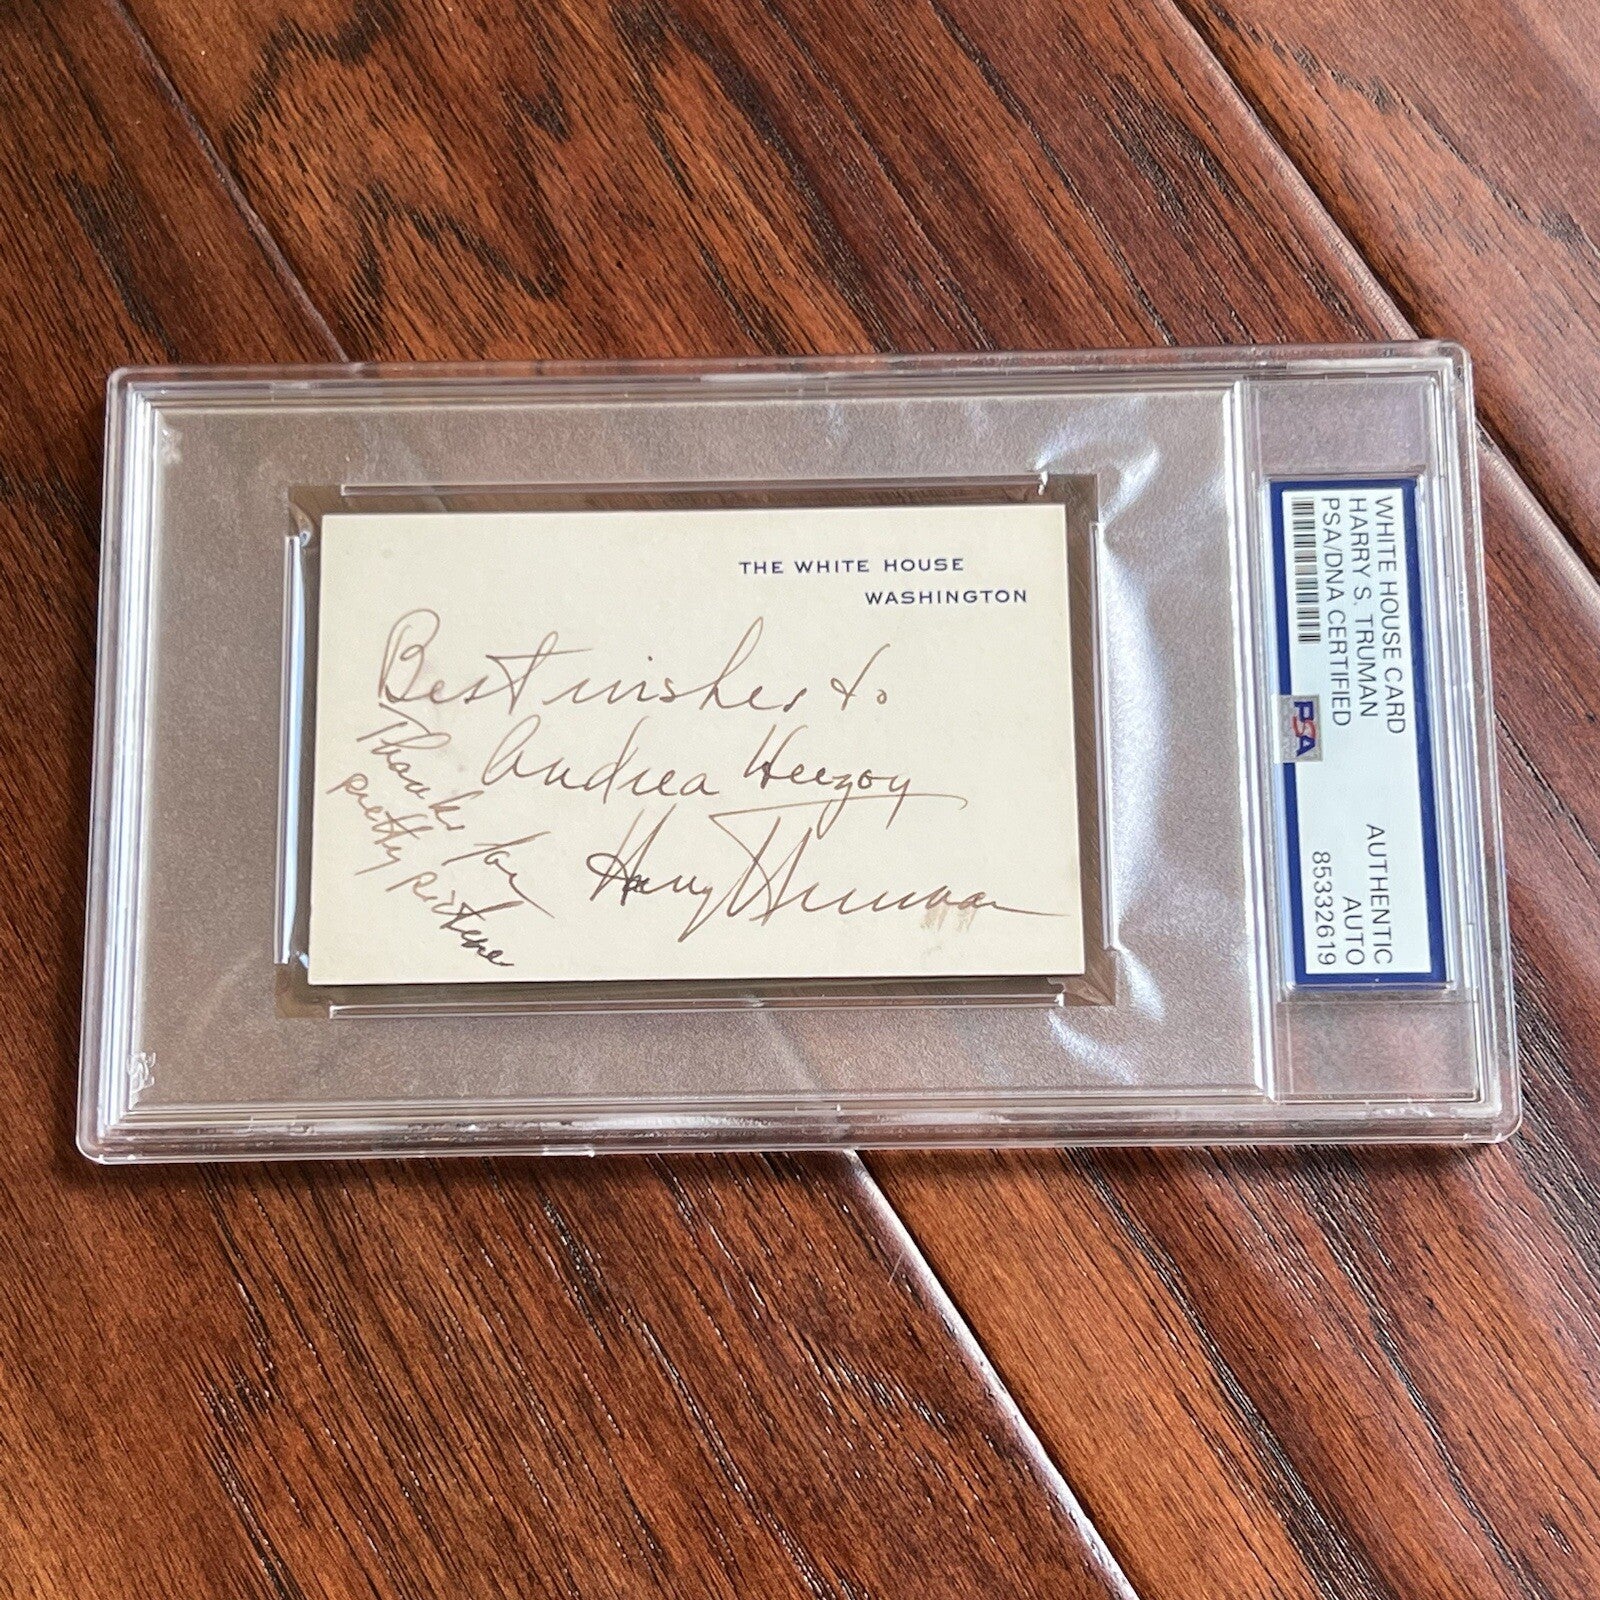 THE WHITE HOUSE
WASHINGTON
Best wishes to
Andrea Herzog
Harry S Truman
Thanks for
pretty picture
WHITE HOUSE CARD
HARRY S. TRUMAN
PSA/DNA CERTIFIED
PSA
AUTHENTIC
AUTO
85332619